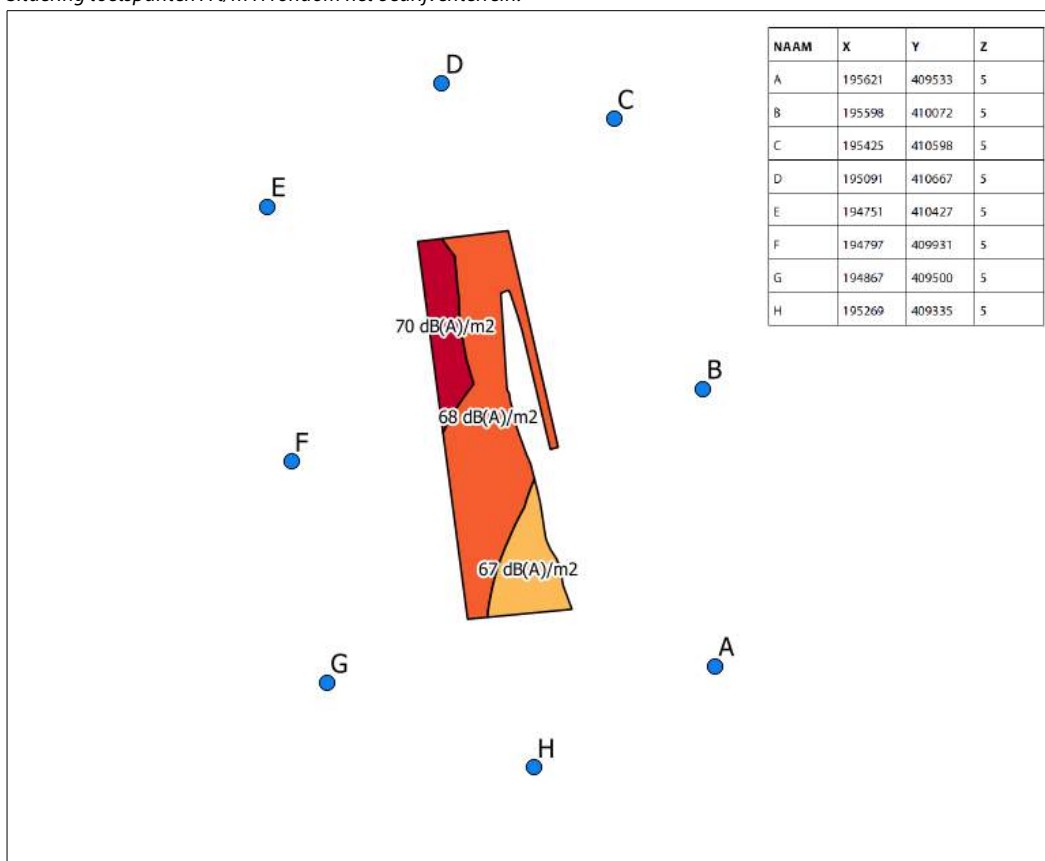 Situering toetspunten A t/m H rondom het bedrijventerrein.
D
C
E
B
F
A
G
H
70 dB(A)/m2
68 dB(A)/m2
67 dB(A)/m2
NAAM X Y Z
A 195621 409533 5
B 195598 410072 5
C 195425 410598 5
D 195091 410667 5
E 194751 410427 5
F 194797 409931 5
G 194867 409500 5
H 195269 409335 5